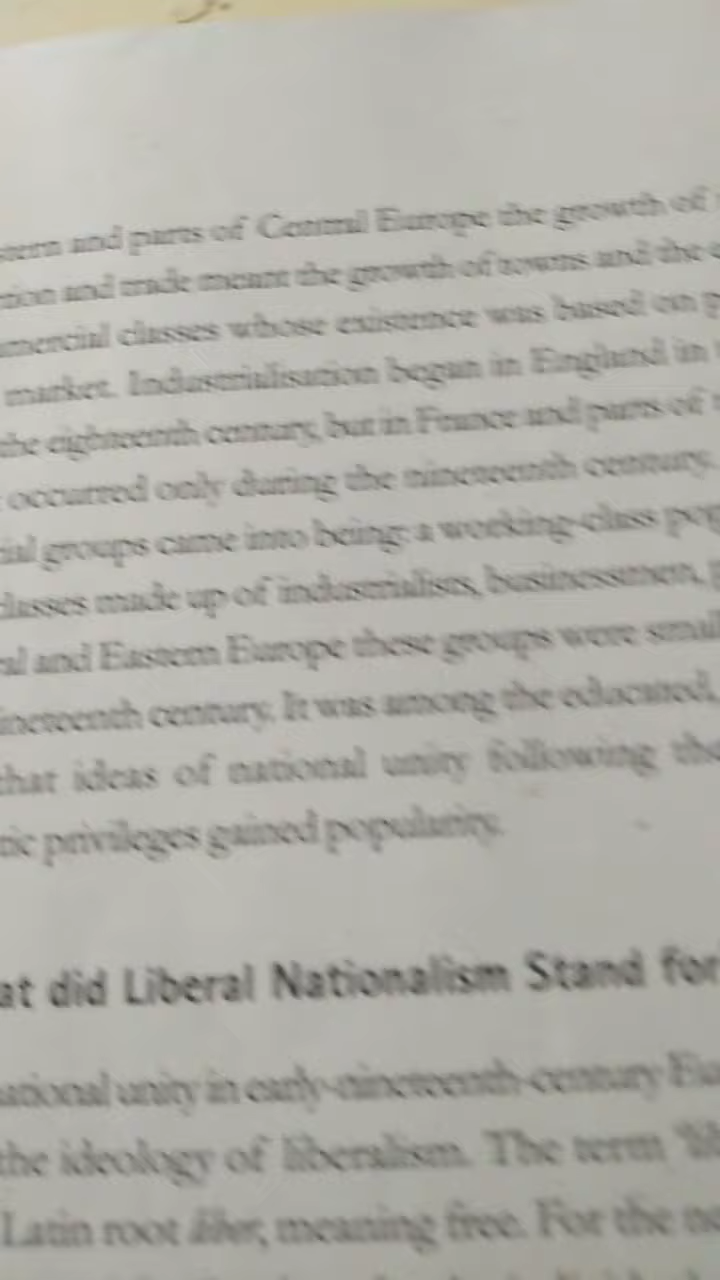 and parts of Central Europe the growth of
and trade meant the growth of towns and the
classes whose existence was based on
market. Industrialisation began in England in
the eighteenth century, but in France and parts of
occurred only during the nineteenth century.
groups came into being: a working-class
classes made up of industrialists, businessmen,
and Eastern Europe these groups were
century. It was among the educated,
that ideas of national unity following
privileges gained popularity.
did Liberal Nationalism Stand for
unity in early-nineteenth-century
the ideology of liberalism. The term
Latin root liber, meaning free. For the